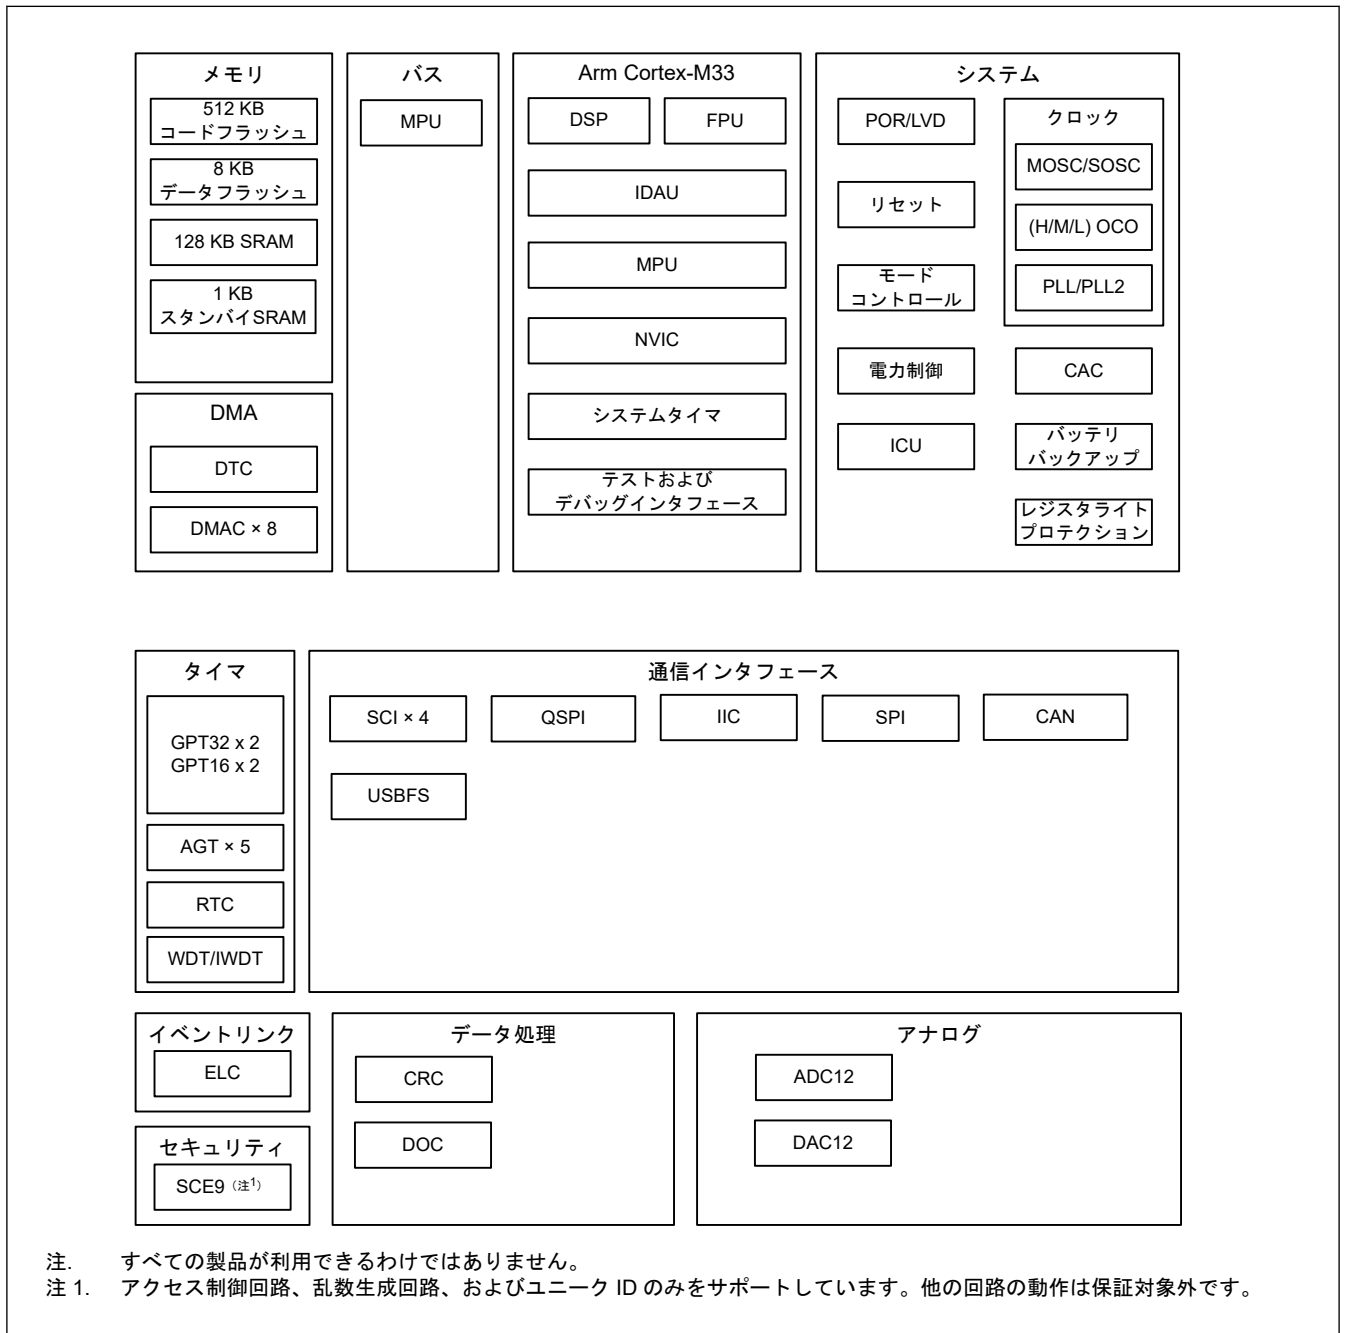 メモリ
512 KB
コードフラッシュ
8 KB
データフラッシュ
128 KB SRAM
1 KB
スタンバイSRAM
DMA
DTC
DMAC × 8
バス
MPU
Arm Cortex-M33
DSP
FPU
IDAU
MPU
NVIC
システムタイマ
テストおよび
デバッグインタフェース
システム
POR/LVD
リセット
モード
コントロール
電力制御
ICU
クロック
MOSC/SOSC
(H/M/L) OCO
PLL/PLL2
CAC
バッテリ
バックアップ
レジスタライト
プロテクション
タイマ
GPT32 x 2
GPT16 x 2
AGT × 5
RTC
WDT/IWDT
通信インタフェース
SCI × 4
QSPI
IIC
SPI
CAN
USBFS
イベントリンク
ELC
セキュリティ
SCE9（注1）
データ処理
CRC
DOC
アナログ
ADC12
DAC12
注. すべての製品が利用できるわけではありません。
注 1. アクセス制御回路、乱数生成回路、およびユニーク ID のみをサポートしています。他の回路の動作は保証対象外です。